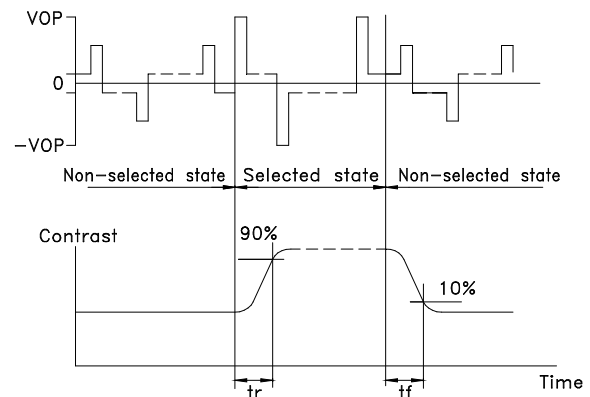 VOP
0
-VOP
Non-selected state
Selected state
Non-selected state
Contrast
90%
10%
Time
tr
tf